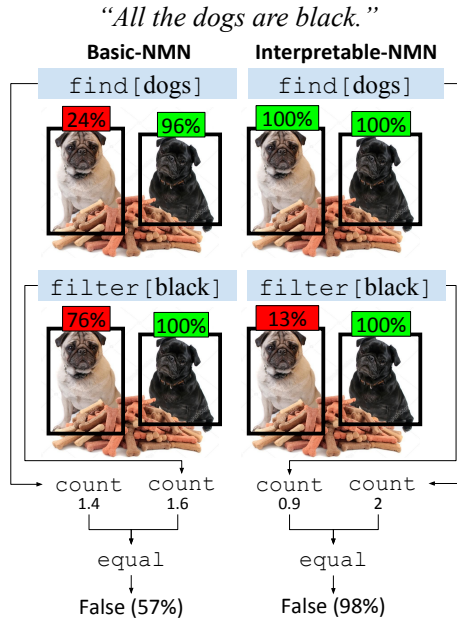 “All the dogs are black.”
Basic-NMN Interpretable-NMN
find[dogs] find[dogs]
24% 96% 100% 100%
filter[black] filter[black]
76% 100% 13% 100%
count count count count
1.4 1.6 0.9 2
equal equal
False (57%) False (98%)